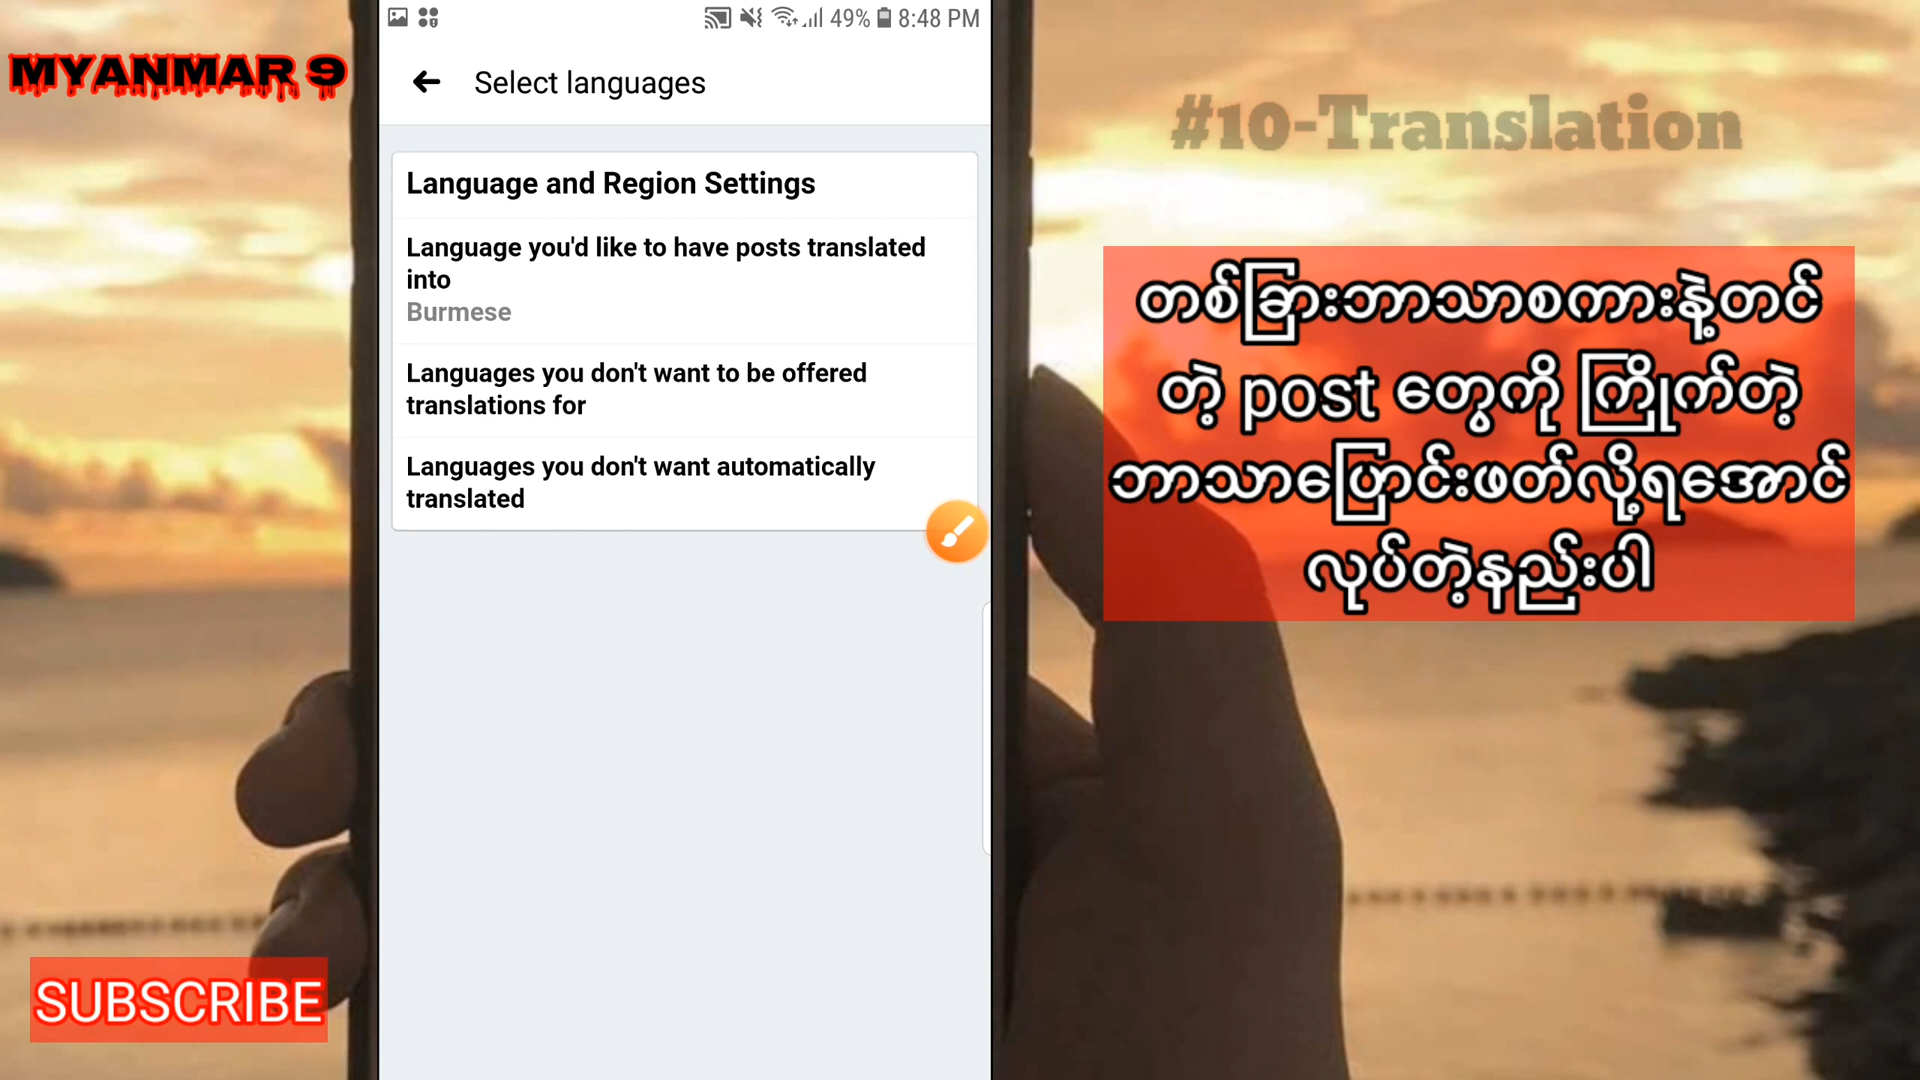 49% 8:48 PM
MYANMAR 9
Select languages
#10-Translation
Language and Region Settings
Language you'd like to have posts translated
into
Burmese
Languages you don't want to be offered
translations for
Languages you don't want automatically
translated
တစ်ခြားဘာသာစကားနဲ့တင်
တဲ့ post တွေကို ကြိုက်တဲ့
ဘာသာပြောင်းဖတ်လို့ရအောင်
လုပ်တဲ့နည်းပါ
SUBSCRIBE